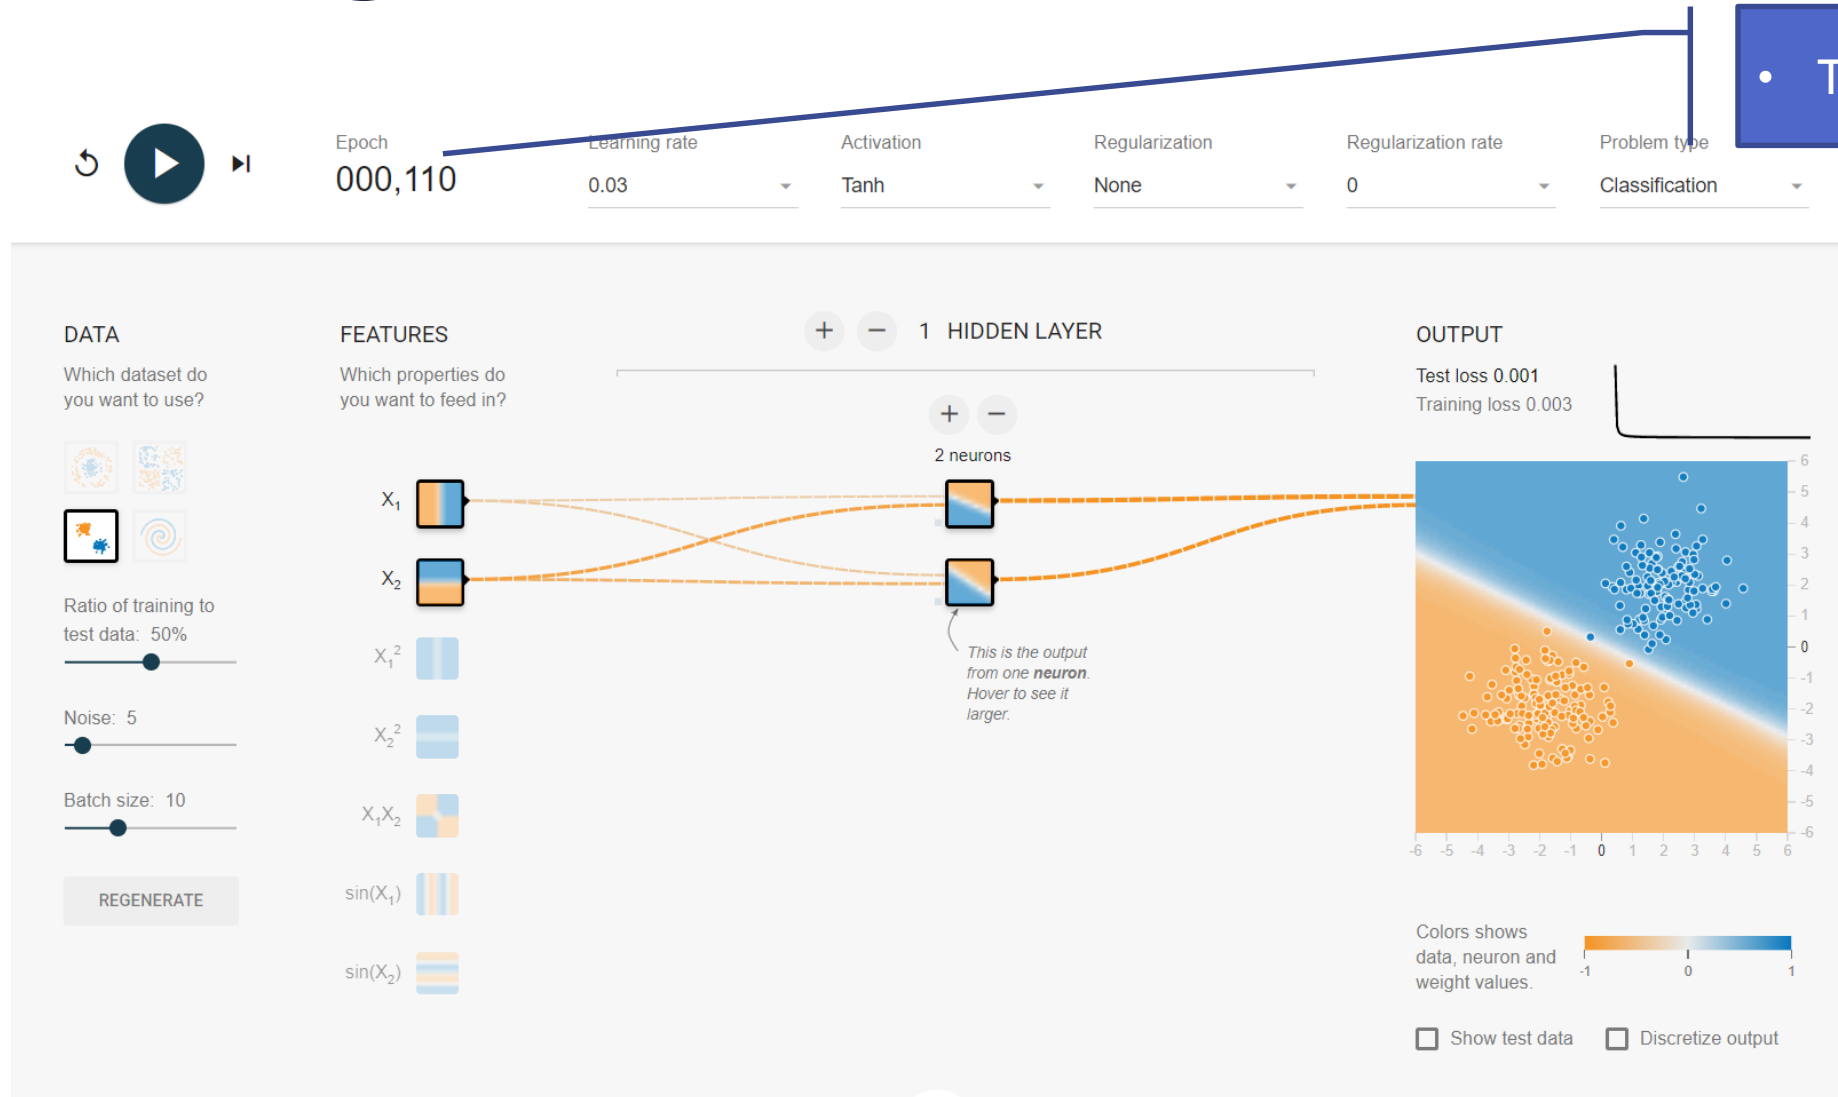 • T
Epoch
000,110
Learning rate
0.03
Activation
Tanh
Regularization
None
Regularization rate
0
Problem type
Classification
DATA
Which dataset do
you want to use?
Ratio of training to
test data: 50%
Noise: 5
Batch size: 10
REGENERATE
FEATURES
Which properties do
you want to feed in?
X₁
X₂
X₁²
X₂²
X₁X₂
sin(X₁)
sin(X₂)
+ − 1 HIDDEN LAYER
+ −
2 neurons
This is the output
from one neuron.
Hover to see it
larger.
OUTPUT
Test loss 0.001
Training loss 0.003
6
5
4
3
2
1
0
-1
-2
-3
-4
-5
-6
-6 -5 -4 -3 -2 -1 0 1 2 3 4 5 6
Colors shows
data, neuron and
weight values.
-1 0 1
Show test data
Discretize output